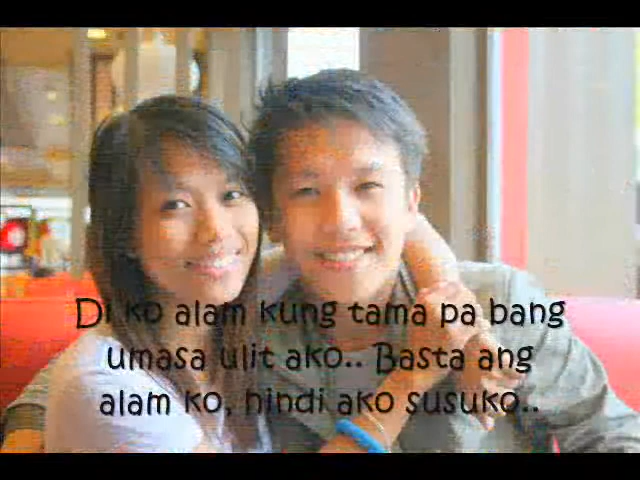 Di ko alam kung tama pa bang
umasa ulit ako.. Basta ang
alam ko, hindi ako susuko..